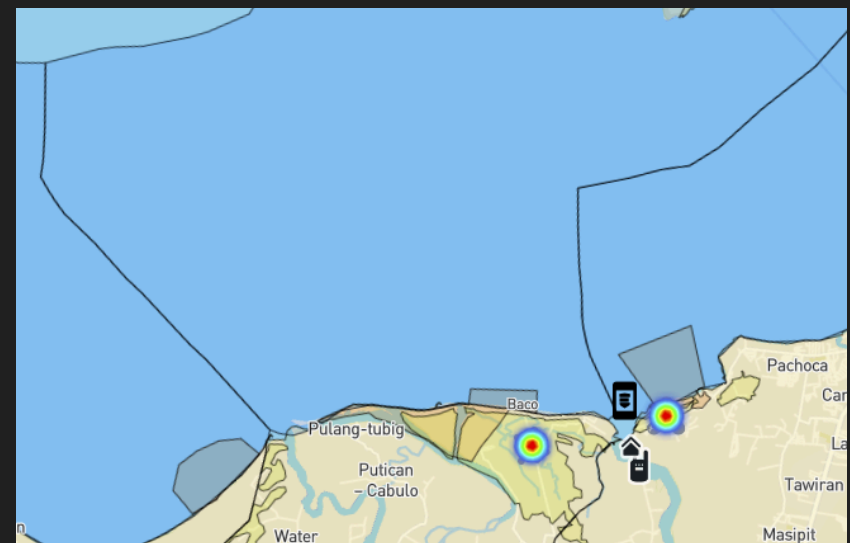 Pachoca
Baco
Pulang-tubig
Putican
– Cabulo
Tawiran
Water
Masipit